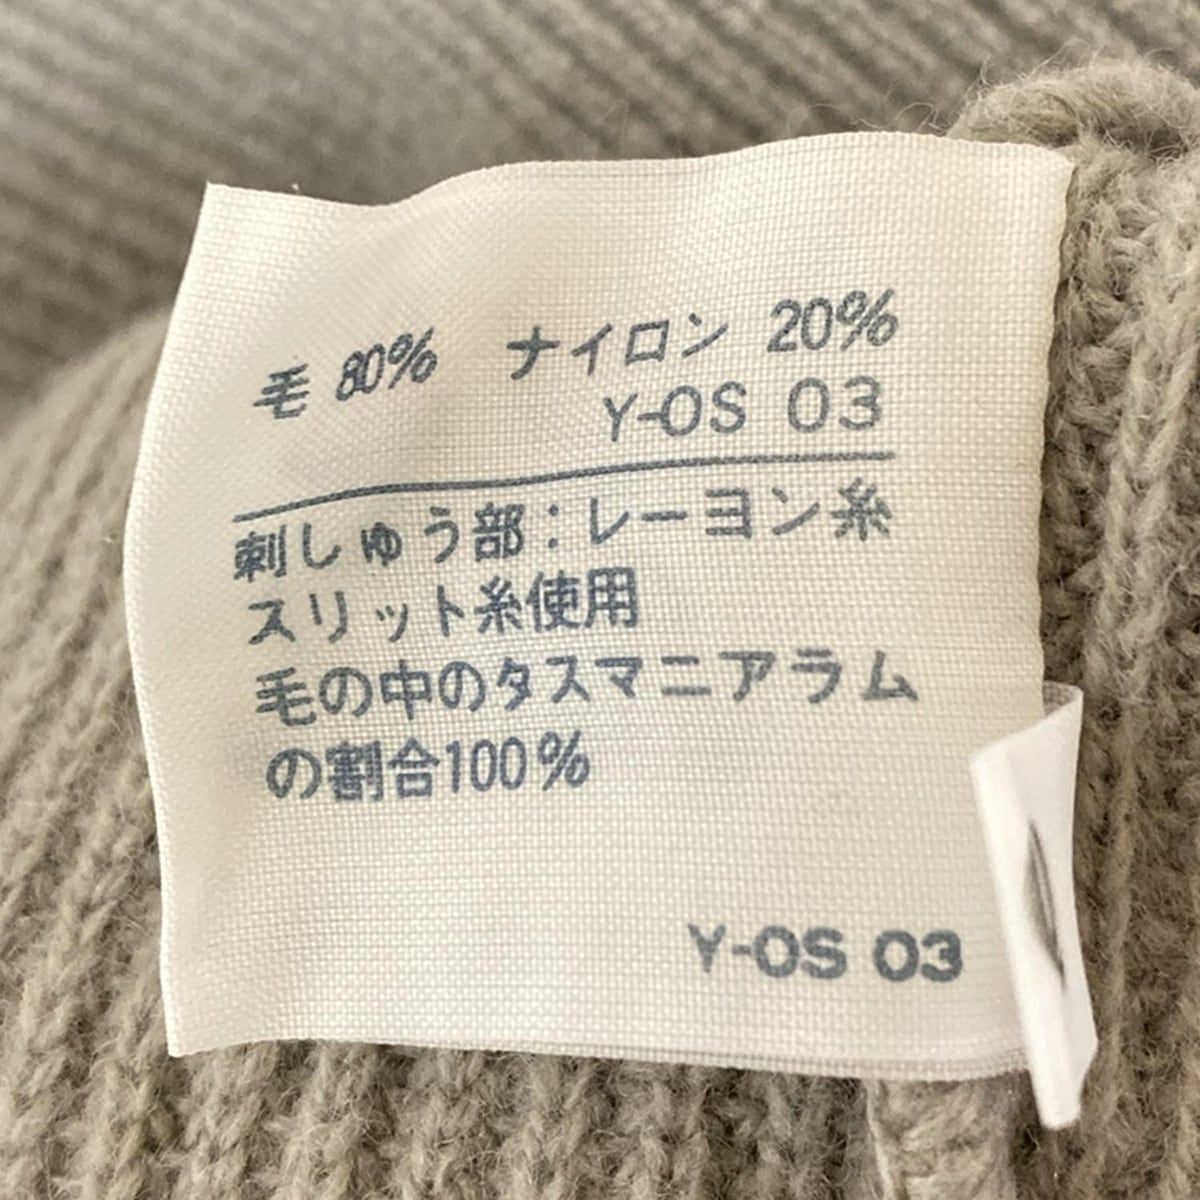 毛 80% ナイロン 20%
Y-OS 03
刺しゅう部：レーヨン糸
スリット糸使用
毛の中のタスマニアラム
の割合100%
Y-OS 03